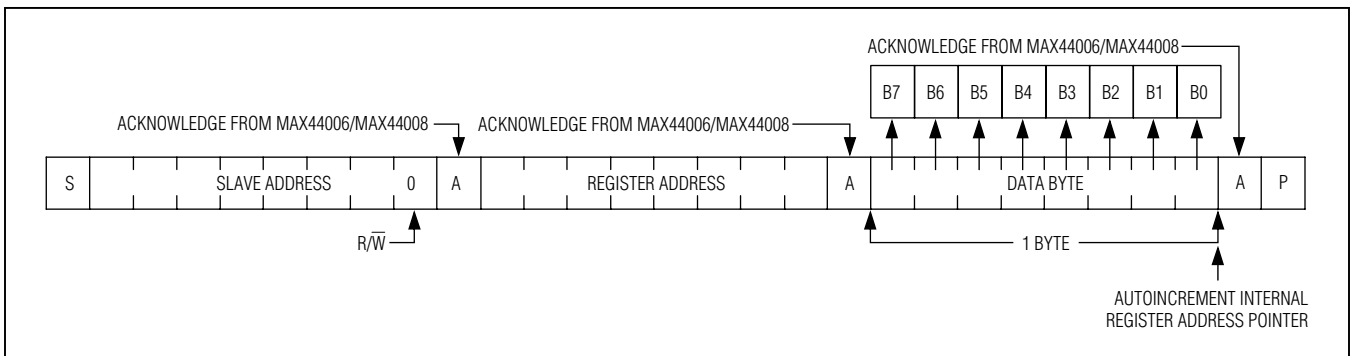 ACKNOWLEDGE FROM MAX44006/MAX44008
B7 B6 B5 B4 B3 B2 B1 B0
ACKNOWLEDGE FROM MAX44006/MAX44008 ACKNOWLEDGE FROM MAX44006/MAX44008
S SLAVE ADDRESS 0 A REGISTER ADDRESS A DATA BYTE A P
R/W̅ 1 BYTE
AUTOINCREMENT INTERNAL
REGISTER ADDRESS POINTER